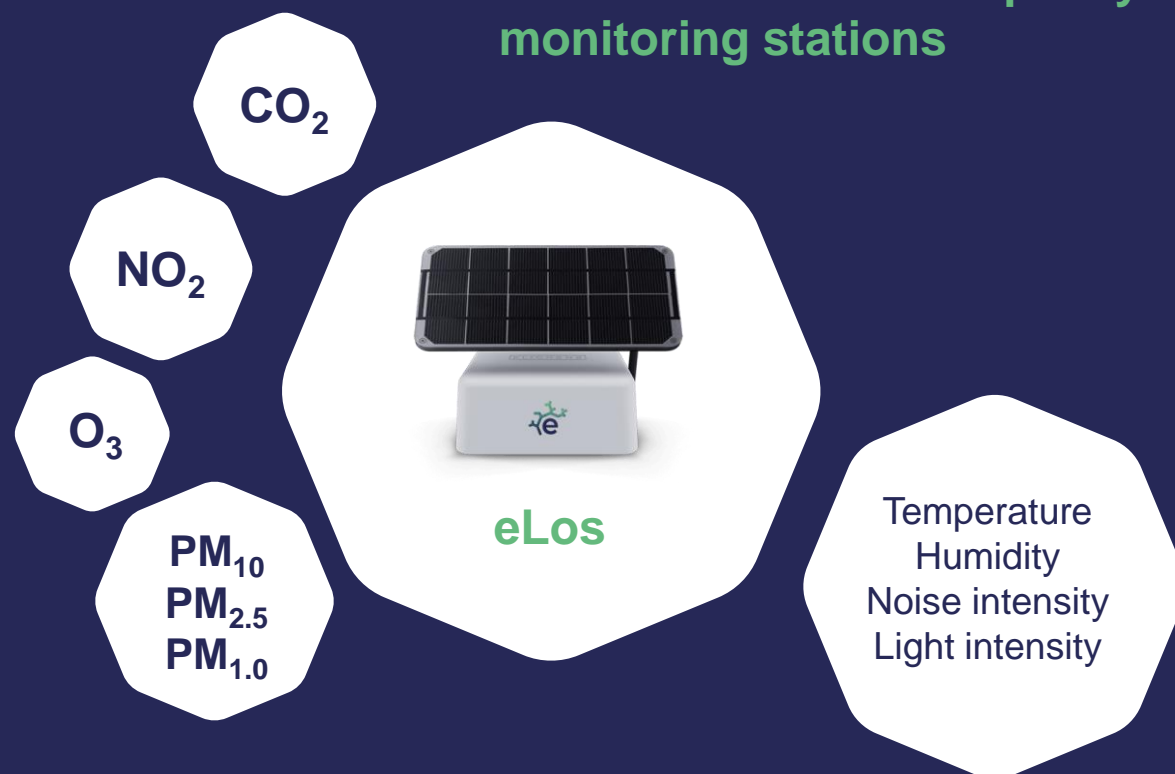 monitoring stations
CO₂
NO₂
O₃
PM₁₀
PM₂.₅
PM₁.₀
e
eLos
Temperature
Humidity
Noise intensity
Light intensity